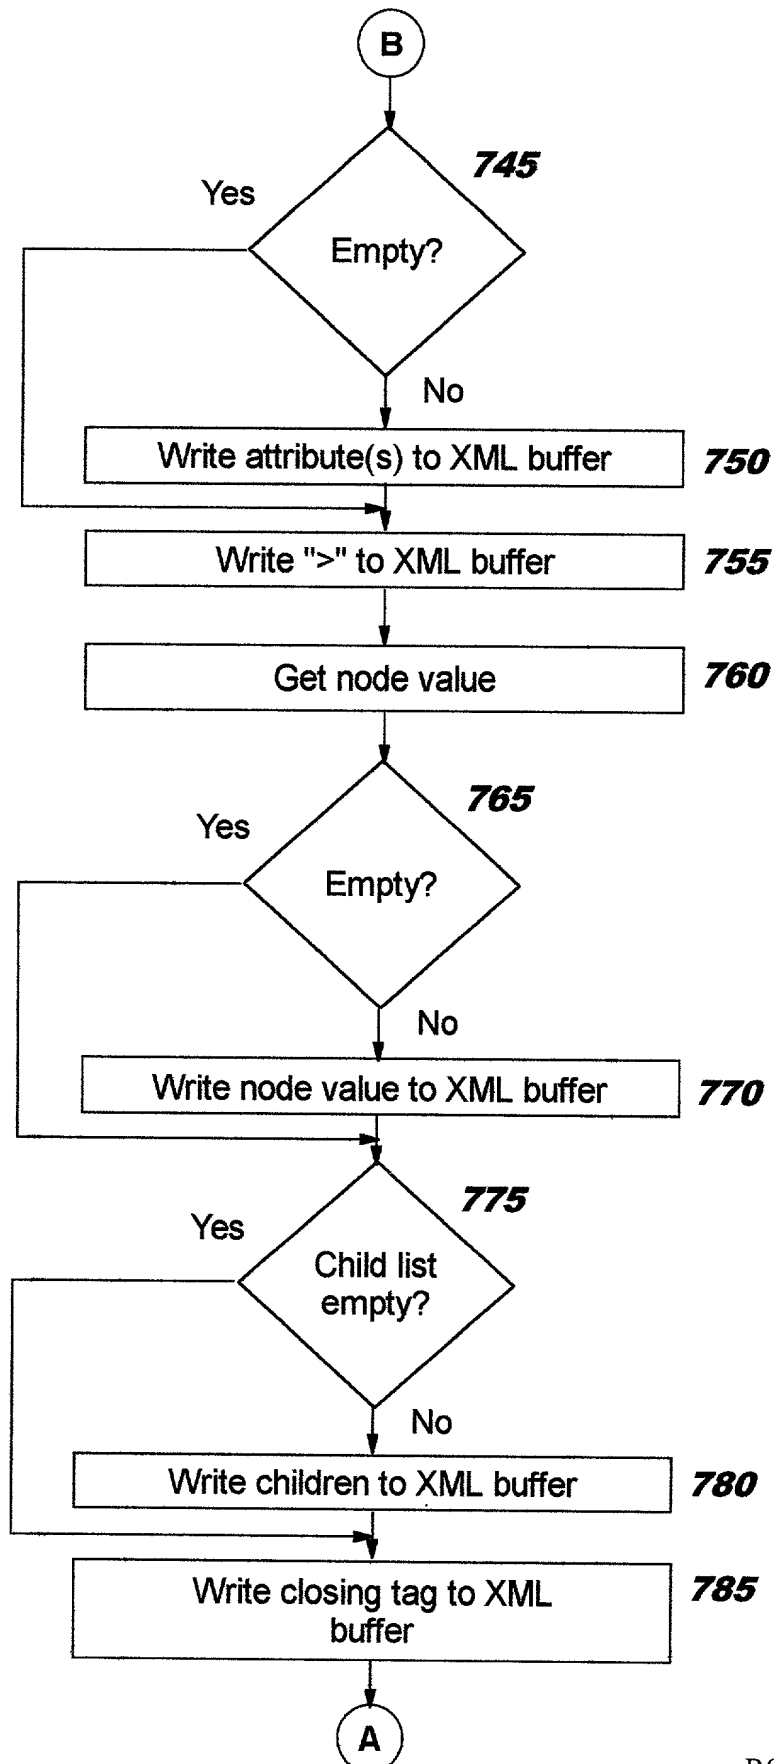 B
745
Yes
Empty?
No
Write attribute(s) to XML buffer
750
Write ">" to XML buffer
755
Get node value
760
765
Yes
Empty?
No
Write node value to XML buffer
770
775
Yes
Child list
empty?
No
Write children to XML buffer
780
Write closing tag to XML
buffer
785
A